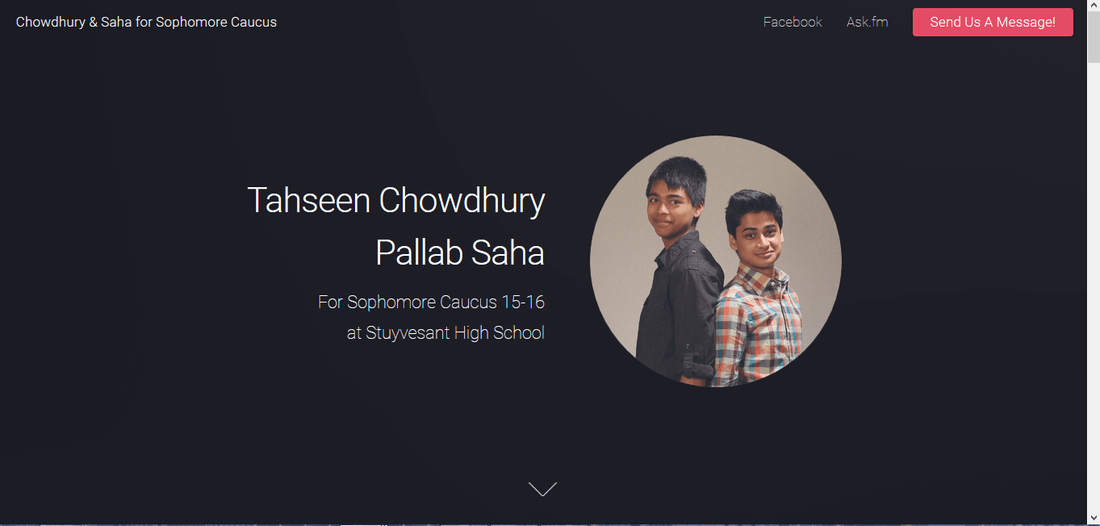 Chowdhury & Saha for Sophomore Caucus
Facebook
Ask.fm
Send Us A Message!
Tahseen Chowdhury
Pallab Saha
For Sophomore Caucus 15-16
at Stuyvesant High School